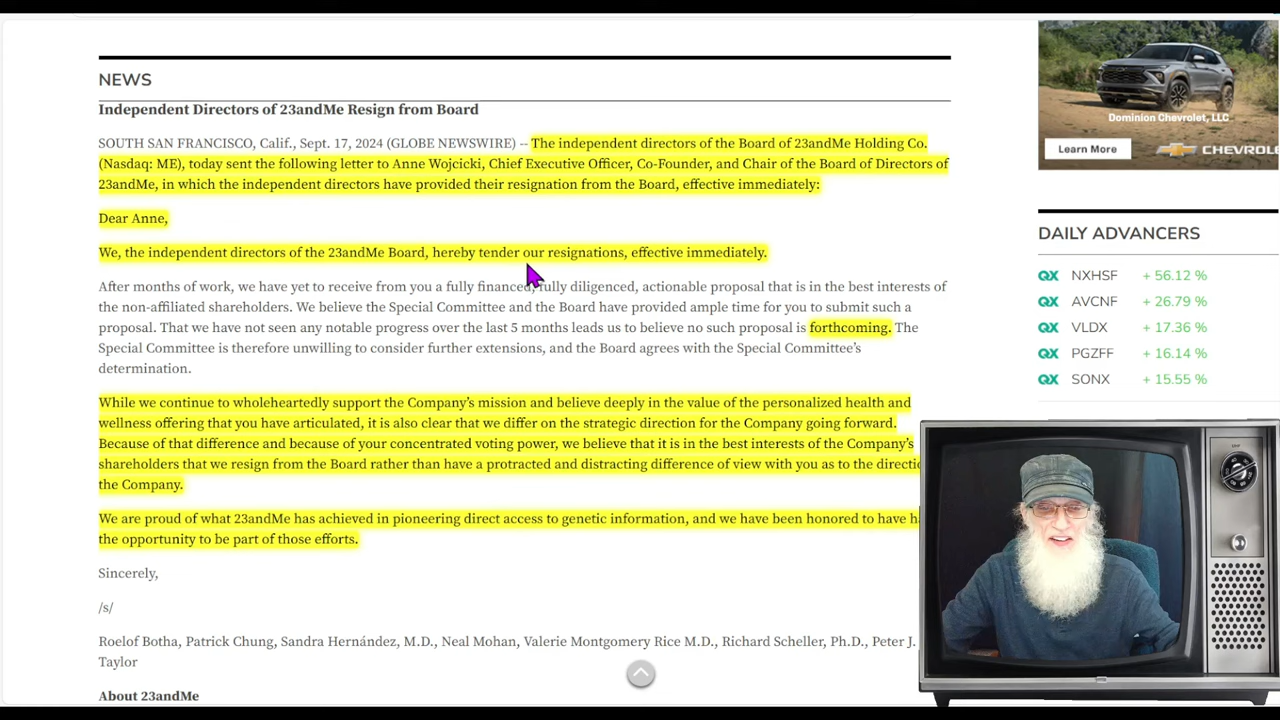 NEWS
Independent Directors of 23andMe Resign from Board
SOUTH SAN FRANCISCO, Calif., Sept. 17, 2024 (GLOBE NEWSWIRE) -- The independent directors of the Board of 23andMe Holding Co.
(Nasdaq: ME), today sent the following letter to Anne Wojcicki, Chief Executive Officer, Co-Founder, and Chair of the Board of Directors of
23andMe, in which the independent directors have provided their resignation from the Board, effective immediately:
Dear Anne,
We, the independent directors of the 23andMe Board, hereby tender our resignations, effective immediately.
After months of work, we have yet to receive from you a fully financed, fully diligenced, actionable proposal that is in the best interests of
the non-affiliated shareholders. We believe the Special Committee and the Board have provided ample time for you to submit such a
proposal. That we have not seen any notable progress over the last 5 months leads us to believe no such proposal is forthcoming. The
Special Committee is therefore unwilling to consider further extensions, and the Board agrees with the Special Committee's
determination.
While we continue to wholeheartedly support the Company's mission and believe deeply in the value of the personalized health and
wellness offering that you have articulated, it is also clear that we differ on the strategic direction for the Company going forward.
Because of that difference and because of your concentrated voting power, we believe that it is in the best interests of the Company's
shareholders that we resign from the Board rather than have a protracted and distracting difference of view with you as to the
the Company.
We are proud of what 23andMe has achieved in pioneering direct access to genetic information, and we have been honored to have
the opportunity to be part of those efforts.
Sincerely,
/s/
Roelof Botha, Patrick Chung, Sandra Hernández, M.D., Neal Mohan, Valerie Montgomery Rice M.D., Richard Scheller, Ph.D., Peter J.
Taylor
About 23andMe
Dominion Chevrolet, LLC
Learn More
CHEVROLE
DAILY ADVANCERS
QX NXHSF + 56.12 %
QX AVCNF + 26.79 %
QX VLDX + 17.36 %
QX PGZFF + 16.14 %
QX SONX + 15.55 %